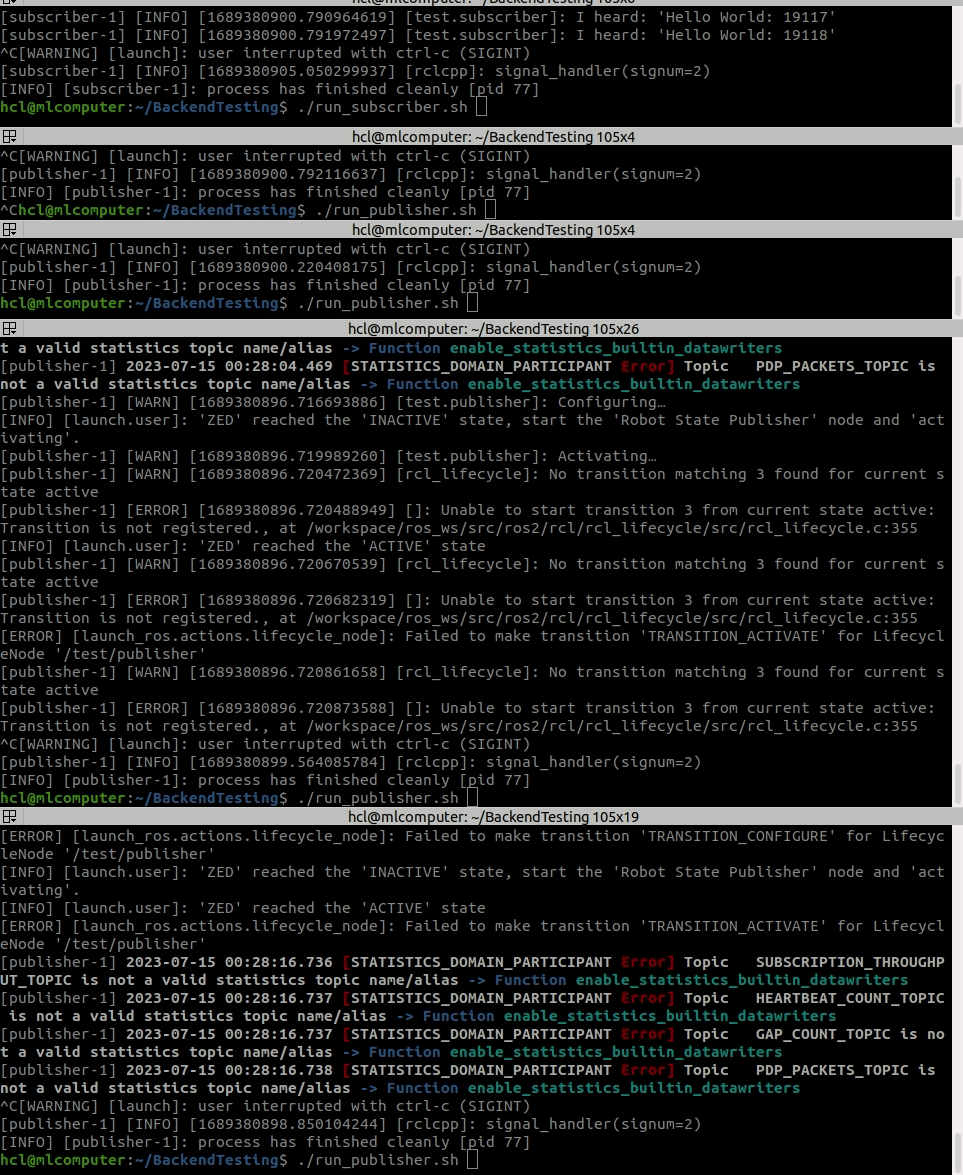 [subscriber-1] [INFO] [1689380900.790964619] [test.subscriber]: I heard: 'Hello World: 19117'
[subscriber-1] [INFO] [1689380900.791972497] [test.subscriber]: I heard: 'Hello World: 19118'
^C[WARNING] [launch]: user interrupted with ctrl-c (SIGINT)
[subscriber-1] [INFO] [1689380905.050299937] [rclcpp]: signal_handler(signum=2)
[INFO] [subscriber-1]: process has finished cleanly [pid 77]
hcl@mlcomputer:~/BackendTesting$ ./run_subscriber.sh
hcl@mlcomputer: ~/BackendTesting 105x4
^C[WARNING] [launch]: user interrupted with ctrl-c (SIGINT)
[publisher-1] [INFO] [1689380900.792116637] [rclcpp]: signal_handler(signum=2)
[INFO] [publisher-1]: process has finished cleanly [pid 77]
^Chcl@mlcomputer:~/BackendTesting$ ./run_publisher.sh
hcl@mlcomputer: ~/BackendTesting 105x4
^C[WARNING] [launch]: user interrupted with ctrl-c (SIGINT)
[publisher-1] [INFO] [1689380900.220408175] [rclcpp]: signal_handler(signum=2)
[INFO] [publisher-1]: process has finished cleanly [pid 77]
hcl@mlcomputer:~/BackendTesting$ ./run_publisher.sh
hcl@mlcomputer: ~/BackendTesting 105x26
t a valid statistics topic name/alias -> Function enable_statistics_builtin_datawriters
[publisher-1] 2023-07-15 00:28:04.469 [STATISTICS_DOMAIN_PARTICIPANT Error] Topic   PDP_PACKETS_TOPIC is
not a valid statistics topic name/alias -> Function enable_statistics_builtin_datawriters
[publisher-1] [WARN] [1689380896.716693886] [test.publisher]: Configuring…
[INFO] [launch.user]: 'ZED' reached the 'INACTIVE' state, start the 'Robot State Publisher' node and 'act
ivating'.
[publisher-1] [WARN] [1689380896.719989260] [test.publisher]: Activating…
[publisher-1] [WARN] [1689380896.720472369] [rcl_lifecycle]: No transition matching 3 found for current s
tate active
[publisher-1] [ERROR] [1689380896.720488949] []: Unable to start transition 3 from current state active:
Transition is not registered., at /workspace/ros_ws/src/ros2/rcl/rcl_lifecycle/src/rcl_lifecycle.c:355
[INFO] [launch.user]: 'ZED' reached the 'ACTIVE' state
[publisher-1] [WARN] [1689380896.720670539] [rcl_lifecycle]: No transition matching 3 found for current s
tate active
[publisher-1] [ERROR] [1689380896.720682319] []: Unable to start transition 3 from current state active:
Transition is not registered., at /workspace/ros_ws/src/ros2/rcl/rcl_lifecycle/src/rcl_lifecycle.c:355
[ERROR] [launch_ros.actions.lifecycle_node]: Failed to make transition 'TRANSITION_ACTIVATE' for Lifecycl
eNode '/test/publisher'
[publisher-1] [WARN] [1689380896.720861658] [rcl_lifecycle]: No transition matching 3 found for current s
tate active
[publisher-1] [ERROR] [1689380896.720873588] []: Unable to start transition 3 from current state active:
Transition is not registered., at /workspace/ros_ws/src/ros2/rcl/rcl_lifecycle/src/rcl_lifecycle.c:355
^C[WARNING] [launch]: user interrupted with ctrl-c (SIGINT)
[publisher-1] [INFO] [1689380899.564085784] [rclcpp]: signal_handler(signum=2)
[INFO] [publisher-1]: process has finished cleanly [pid 77]
hcl@mlcomputer:~/BackendTesting$ ./run_publisher.sh
hcl@mlcomputer: ~/BackendTesting 105x19
[ERROR] [launch_ros.actions.lifecycle_node]: Failed to make transition 'TRANSITION_CONFIGURE' for Lifecyc
leNode '/test/publisher'
[INFO] [launch.user]: 'ZED' reached the 'INACTIVE' state, start the 'Robot State Publisher' node and 'act
ivating'.
[INFO] [launch.user]: 'ZED' reached the 'ACTIVE' state
[ERROR] [launch_ros.actions.lifecycle_node]: Failed to make transition 'TRANSITION_ACTIVATE' for Lifecycl
eNode '/test/publisher'
[publisher-1] 2023-07-15 00:28:16.736 [STATISTICS_DOMAIN_PARTICIPANT Error] Topic   SUBSCRIPTION_THROUGHP
UT_TOPIC is not a valid statistics topic name/alias -> Function enable_statistics_builtin_datawriters
[publisher-1] 2023-07-15 00:28:16.737 [STATISTICS_DOMAIN_PARTICIPANT Error] Topic   HEARTBEAT_COUNT_TOPIC
is not a valid statistics topic name/alias -> Function enable_statistics_builtin_datawriters
[publisher-1] 2023-07-15 00:28:16.737 [STATISTICS_DOMAIN_PARTICIPANT Error] Topic   GAP_COUNT_TOPIC is no
t a valid statistics topic name/alias -> Function enable_statistics_builtin_datawriters
[publisher-1] 2023-07-15 00:28:16.738 [STATISTICS_DOMAIN_PARTICIPANT Error] Topic   PDP_PACKETS_TOPIC is
not a valid statistics topic name/alias -> Function enable_statistics_builtin_datawriters
^C[WARNING] [launch]: user interrupted with ctrl-c (SIGINT)
[publisher-1] [INFO] [1689380898.850104244] [rclcpp]: signal_handler(signum=2)
[INFO] [publisher-1]: process has finished cleanly [pid 77]
hcl@mlcomputer:~/BackendTesting$ ./run_publisher.sh